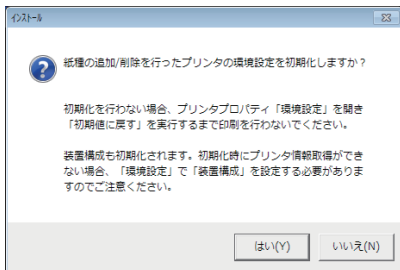 インストール
紙種の追加/削除を行ったプリンタの環境設定を初期化しますか？
初期化を行わない場合、プリンタプロパティ「環境設定」を開き
「初期値に戻す」を実行するまで印刷を行わないでください。
装置構成も初期化されます。初期化時にプリンタ情報取得ができ
ない場合、「環境設定」で「装置構成」を設定する必要がありま
すのでご注意ください。
はい(Y)
いいえ(N)